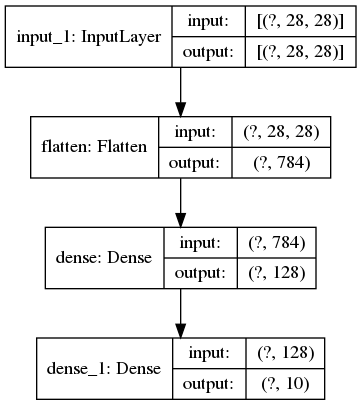 input_1: InputLayer
input: [(?, 28, 28)]
output: [(?, 28, 28)]
flatten: Flatten
input: (?, 28, 28)
output: (?, 784)
dense: Dense
input: (?, 784)
output: (?, 128)
dense_1: Dense
input: (?, 128)
output: (?, 10)